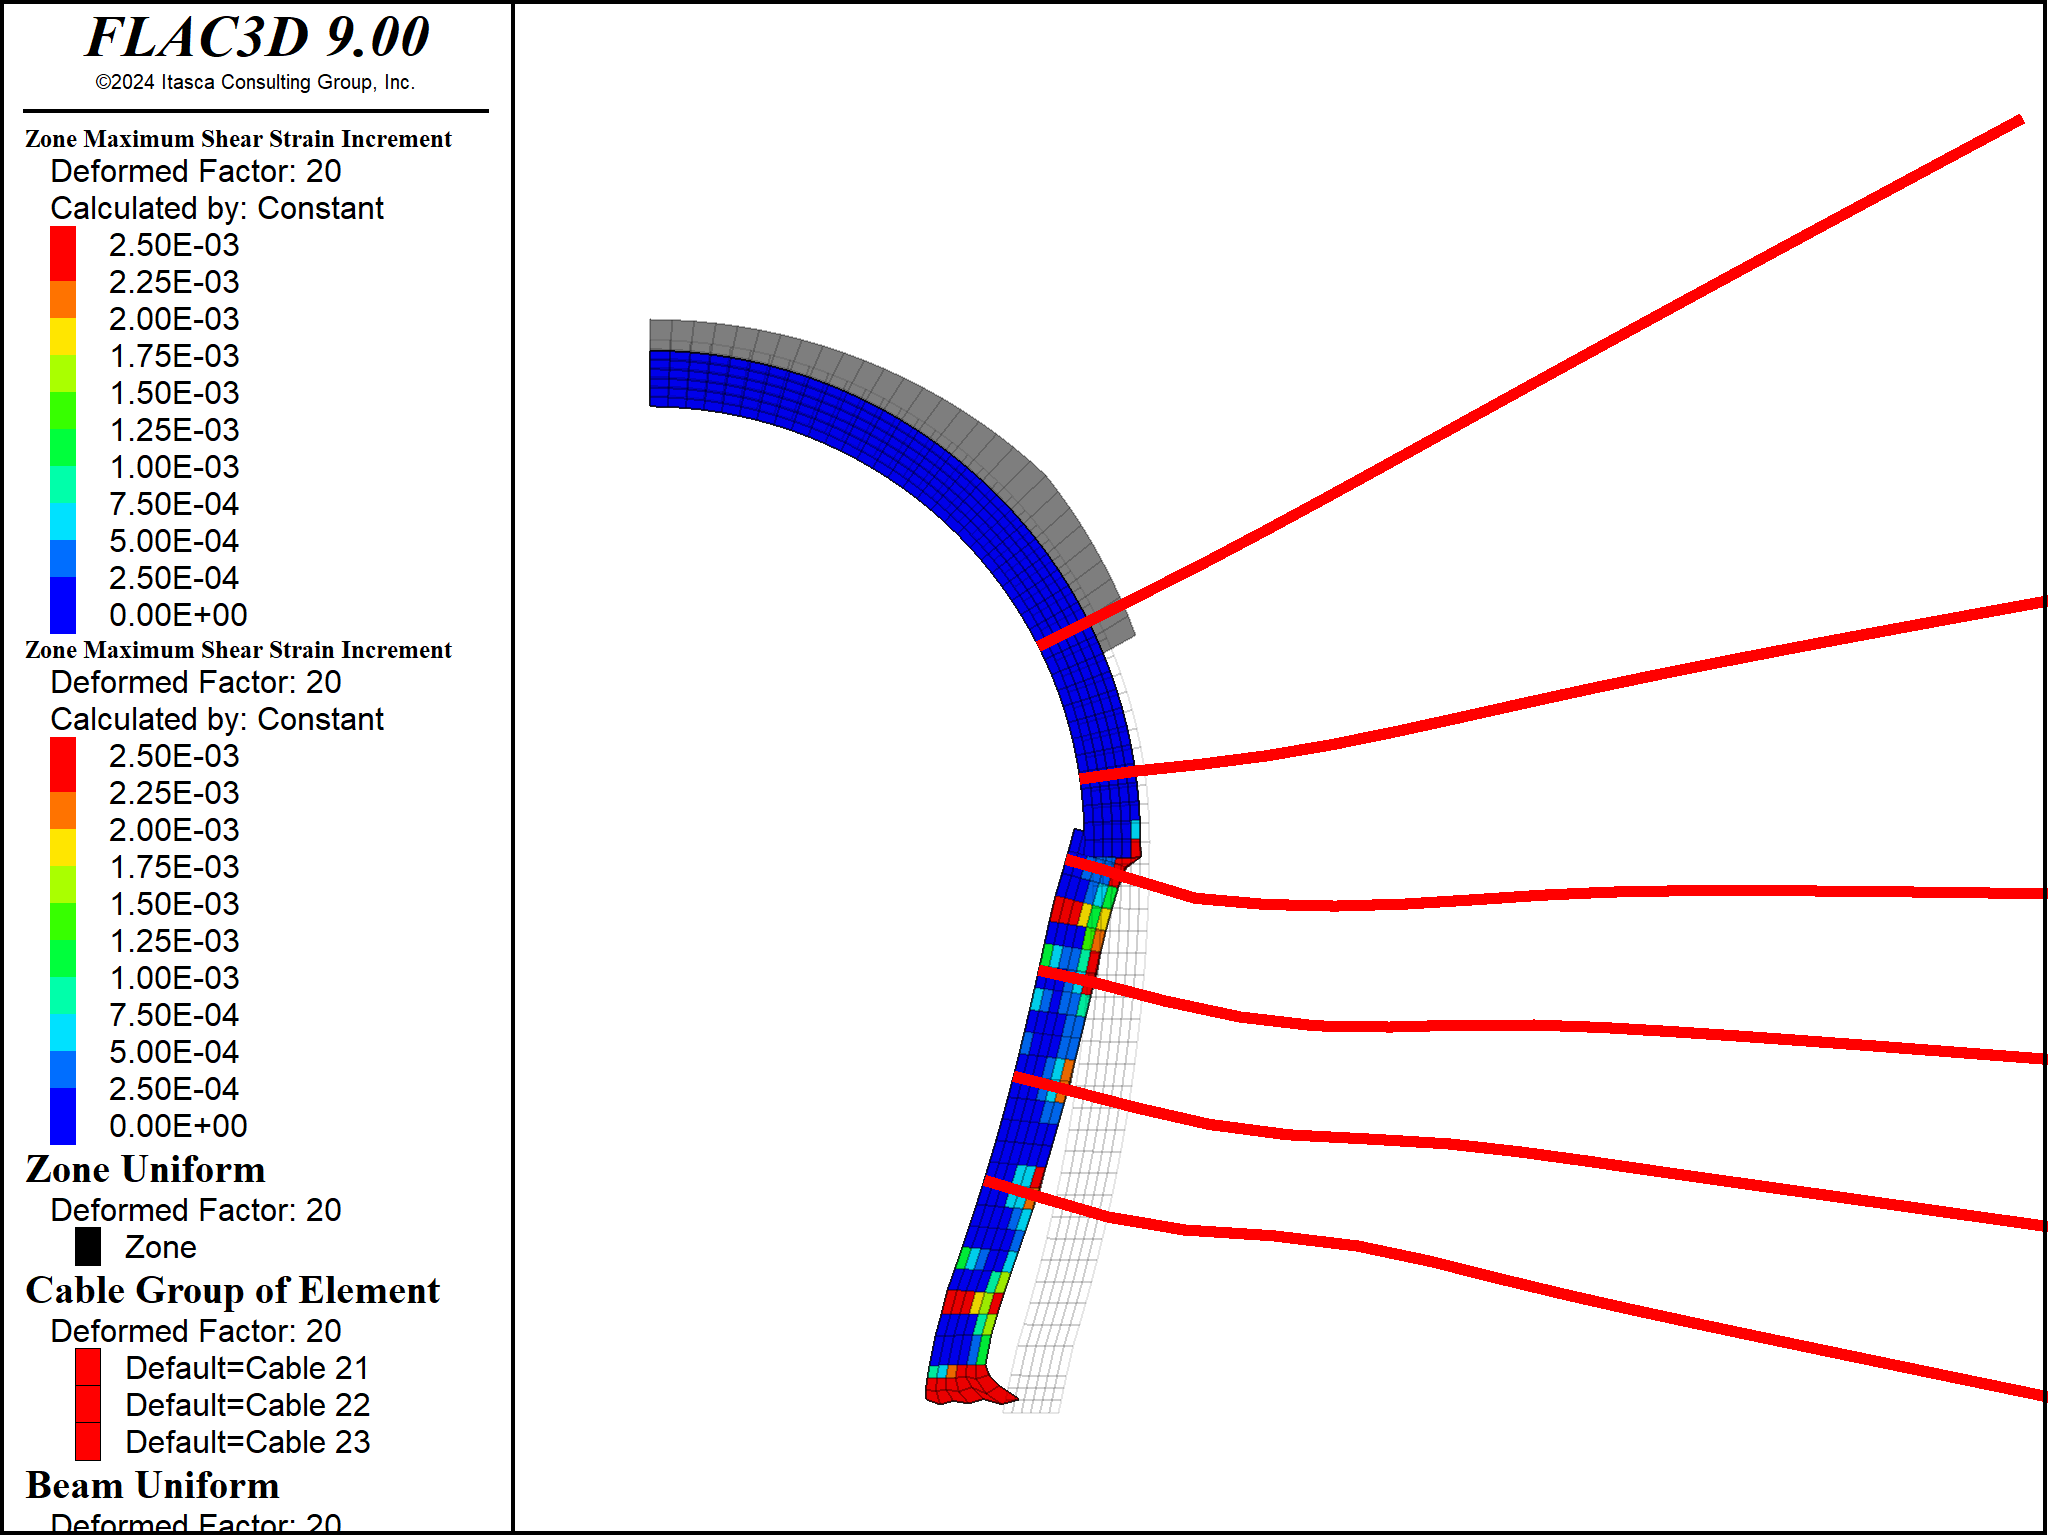 FLAC3D 9.00
©2024 Itasca Consulting Group, Inc.
Zone Maximum Shear Strain Increment
Deformed Factor: 20
Calculated by: Constant
2.50E-03
2.25E-03
2.00E-03
1.75E-03
1.50E-03
1.25E-03
1.00E-03
7.50E-04
5.00E-04
2.50E-04
0.00E+00
Zone Maximum Shear Strain Increment
Deformed Factor: 20
Calculated by: Constant
2.50E-03
2.25E-03
2.00E-03
1.75E-03
1.50E-03
1.25E-03
1.00E-03
7.50E-04
5.00E-04
2.50E-04
0.00E+00
Zone Uniform
Deformed Factor: 20
Zone
Cable Group of Element
Deformed Factor: 20
Default=Cable 21
Default=Cable 22
Default=Cable 23
Beam Uniform
Deformed Factor: 20